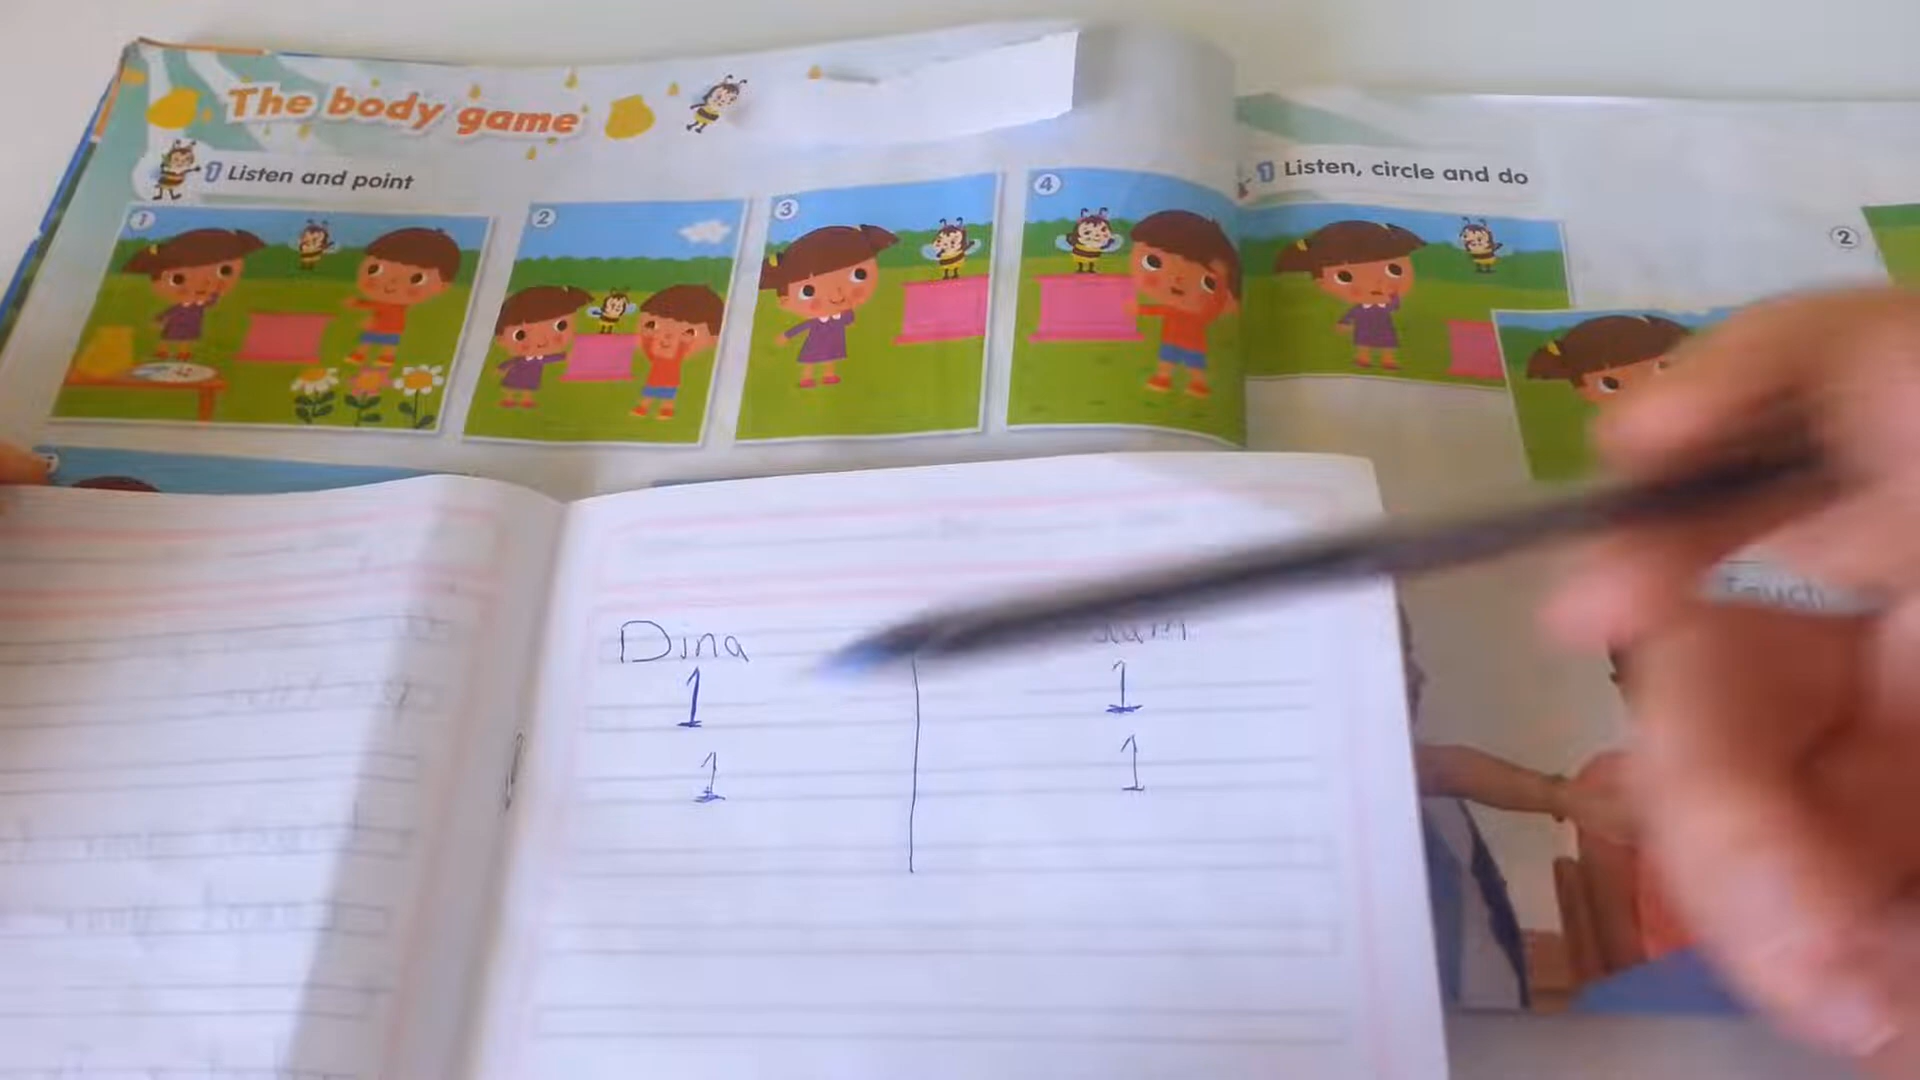 The body game
1 Listen and point
1
2
3
4
1 Listen, circle and do
2
Touch
Dina
1 1
1 1